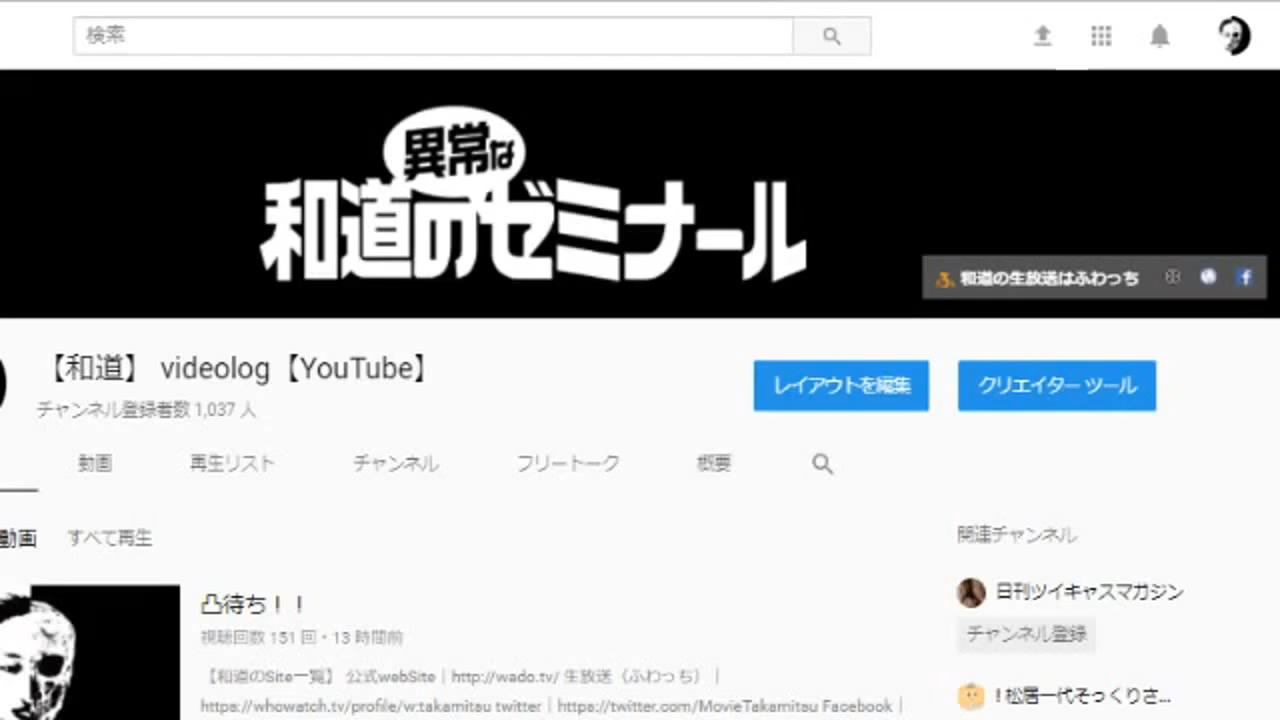 検索
異常な
和道のゼミナール
和道の生放送はふわっち
【和道】 videolog【YouTube】
チャンネル登録者数 1,037 人
レイアウトを編集
クリエイター ツール
動画
再生リスト
チャンネル
フリートーク
概要
動画
すべて再生
関連チャンネル
凸待ち！！
視聴回数 151 回・13 時間前
【和道のSite一覧】 公式webSite｜http://wado.tv/ 生放送（ふわっち）｜
https://whowatch.tv/profile/w:takamitsu twitter｜https://twitter.com/MovieTakamitsu Facebook｜
日刊ツイキャスマガジン
チャンネル登録
! 松居一代そっくりさ...